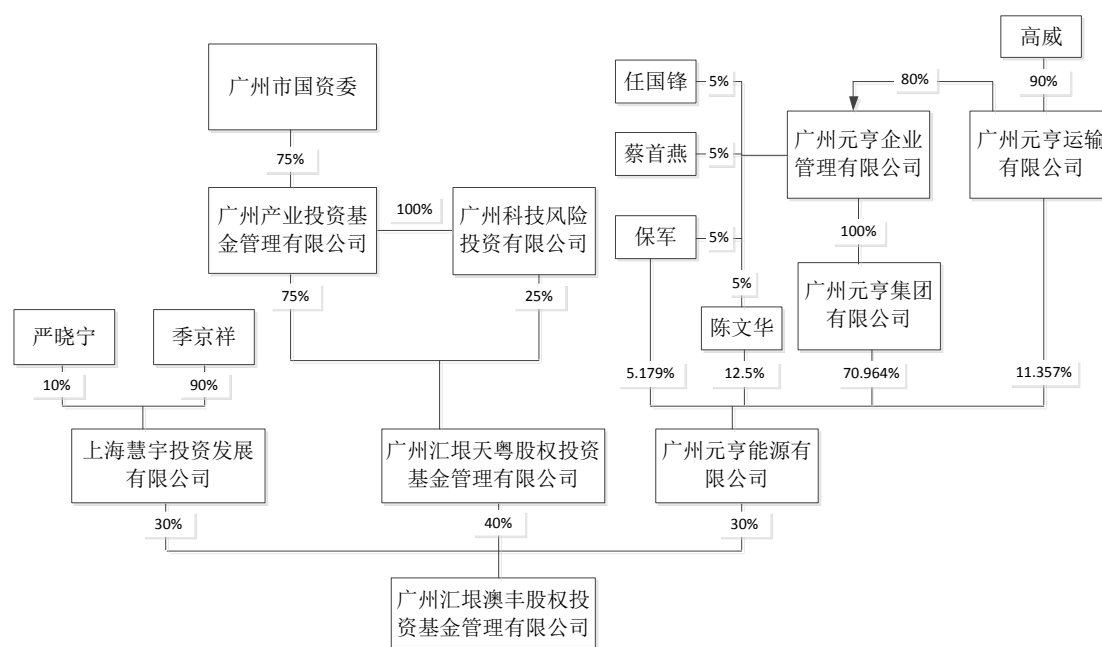 高威
广州市国资委
任国锋
5%
80%
90%
蔡首燕
5%
广州元亨企业
管理有限公司
广州元亨运输
有限公司
75%
广州产业投资基
金管理有限公司
100%
广州科技风险
投资有限公司
保军
5%
100%
75%
25%
5%
广州元亨集团
有限公司
严晓宁
季京祥
陈文华
10%
90%
5.179%
12.5%
70.964%
11.357%
上海慧宇投资发展
有限公司
广州汇垠天粤股权投资
基金管理有限公司
广州元亨能源有
限公司
30%
40%
30%
广州汇垠澳丰股权投
资基金管理有限公司